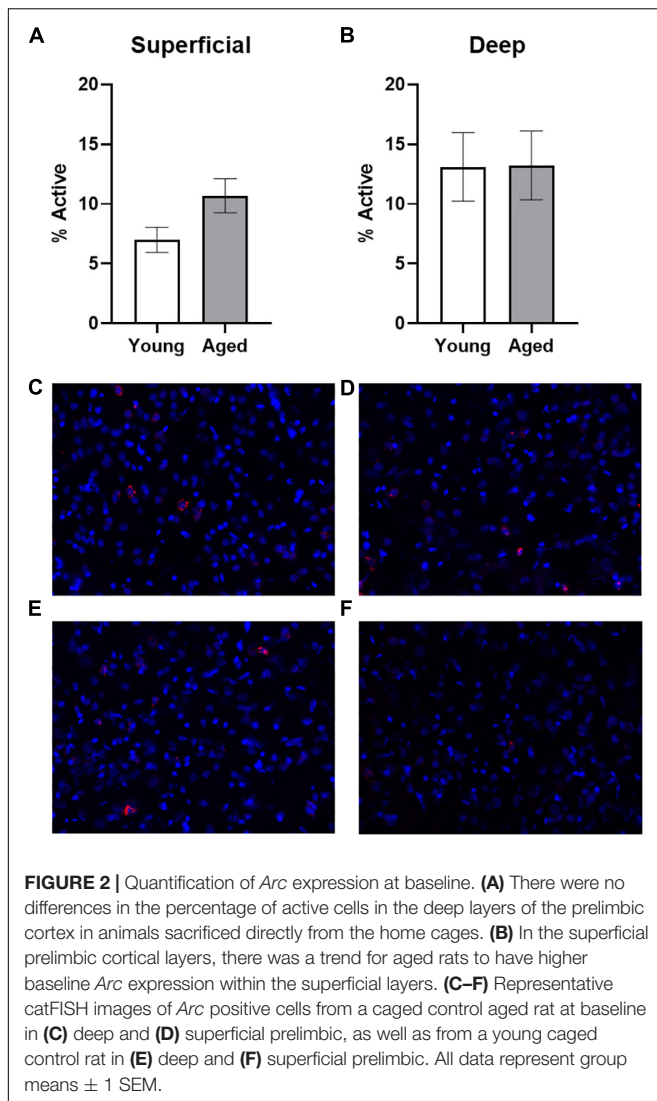 A
Superficial
B
Deep
20
15
10
5
0
% Active
Young
Aged
20
15
10
5
0
% Active
Young
Aged
C
D
E
F
FIGURE 2 | Quantification of Arc expression at baseline. (A) There were no
differences in the percentage of active cells in the deep layers of the prelimbic
cortex in animals sacrificed directly from the home cages. (B) In the superficial
prelimbic cortical layers, there was a trend for aged rats to have higher
baseline Arc expression within the superficial layers. (C–F) Representative
catFISH images of Arc positive cells from a caged control aged rat at baseline
in (C) deep and (D) superficial prelimbic, as well as from a young caged
control rat in (E) deep and (F) superficial prelimbic. All data represent group
means ± 1 SEM.